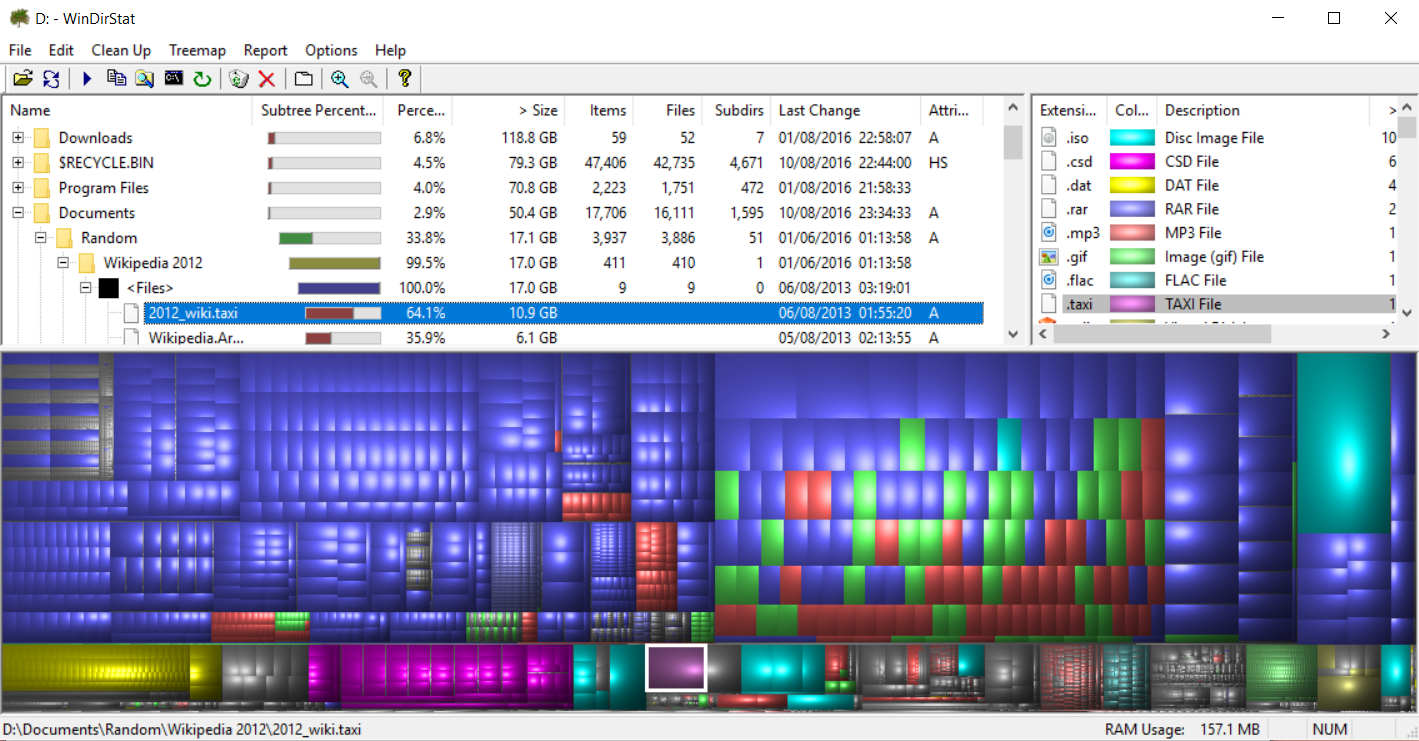 D: - WinDirStat
File Edit Clean Up Treemap Report Options Help
Name Subtree Percent... Perce... > Size Items Files Subdirs Last Change Attri...
Downloads 6.8% 118.8 GB 59 52 7 01/08/2016 22:58:07 A
$RECYCLE.BIN 4.5% 79.3 GB 47,406 42,735 4,671 10/08/2016 22:44:00 HS
Program Files 4.0% 70.8 GB 2,223 1,751 472 01/08/2016 21:58:33
Documents 2.9% 50.4 GB 17,706 16,111 1,595 10/08/2016 23:34:33 A
Random 33.8% 17.1 GB 3,937 3,886 51 01/06/2016 01:13:58 A
Wikipedia 2012 99.5% 17.0 GB 411 410 1 01/06/2016 01:13:58
<Files> 100.0% 17.0 GB 9 9 0 06/08/2013 03:19:01
2012_wiki.taxi 64.1% 10.9 GB 06/08/2013 01:55:20 A
Wikipedia.Ar... 35.9% 6.1 GB 05/08/2013 02:13:55 A
Extensi... Col... Description >
.iso Disc Image File 10
.csd CSD File 6
.dat DAT File 4
.rar RAR File 2
.mp3 MP3 File 1
.gif Image (gif) File 1
.flac FLAC File 1
.taxi TAXI File 1
D:\Documents\Random\Wikipedia 2012\2012_wiki.taxi RAM Usage: 157.1 MB NUM